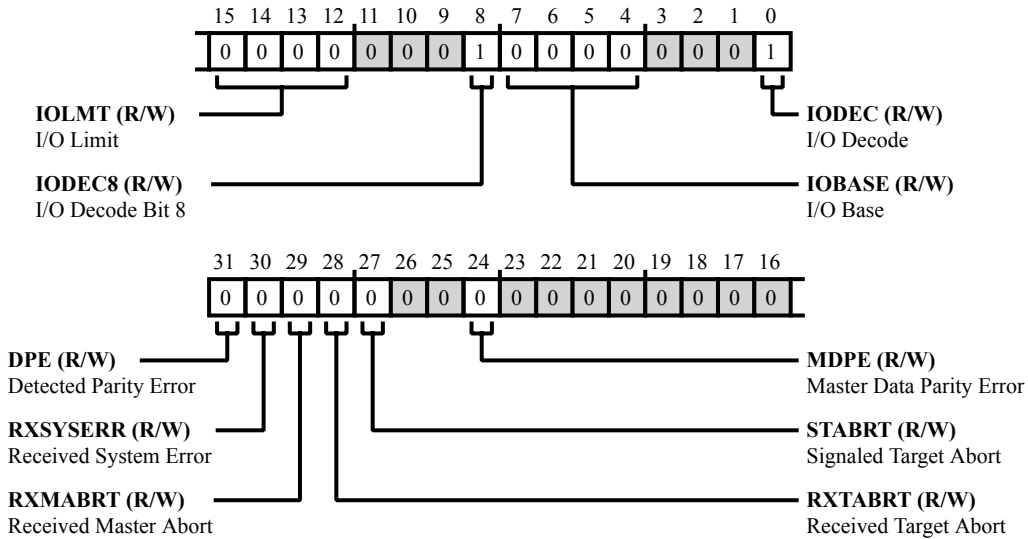 15 14 13 12 11 10 9 8 7 6 5 4 3 2 1 0
0 0 0 0 0 0 0 1 0 0 0 0 0 0 0 1
IOLMT (R/W)
I/O Limit
IODEC (R/W)
I/O Decode
IODEC8 (R/W)
I/O Decode Bit 8
IOBASE (R/W)
I/O Base
31 30 29 28 27 26 25 24 23 22 21 20 19 18 17 16
0 0 0 0 0 0 0 0 0 0 0 0 0 0 0 0
DPE (R/W)
Detected Parity Error
MDPE (R/W)
Master Data Parity Error
RXSYSERR (R/W)
Received System Error
STABRT (R/W)
Signaled Target Abort
RXMABRT (R/W)
Received Master Abort
RXTABRT (R/W)
Received Target Abort